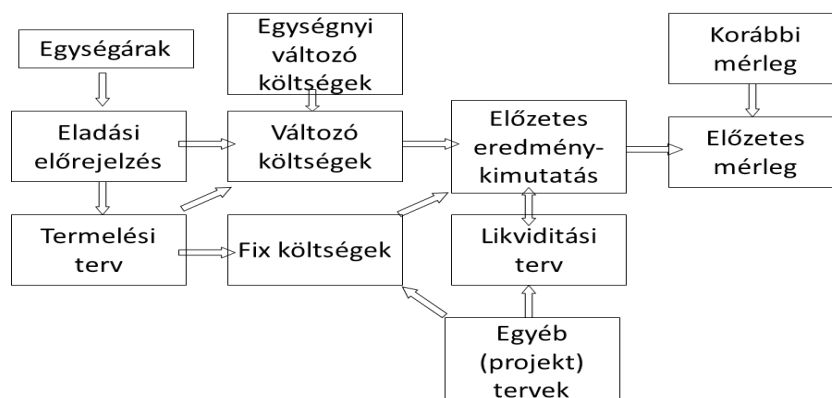 Egységárak
Egységnyi
változó
költségek
Korábbi
mérleg
Eladási
előrejelzés
Változó
költségek
Előzetes
eredmény-
kimutatás
Előzetes
mérleg
Termelési
terv
Fix költségek
Likviditási
terv
Egyéb
(projekt)
tervek